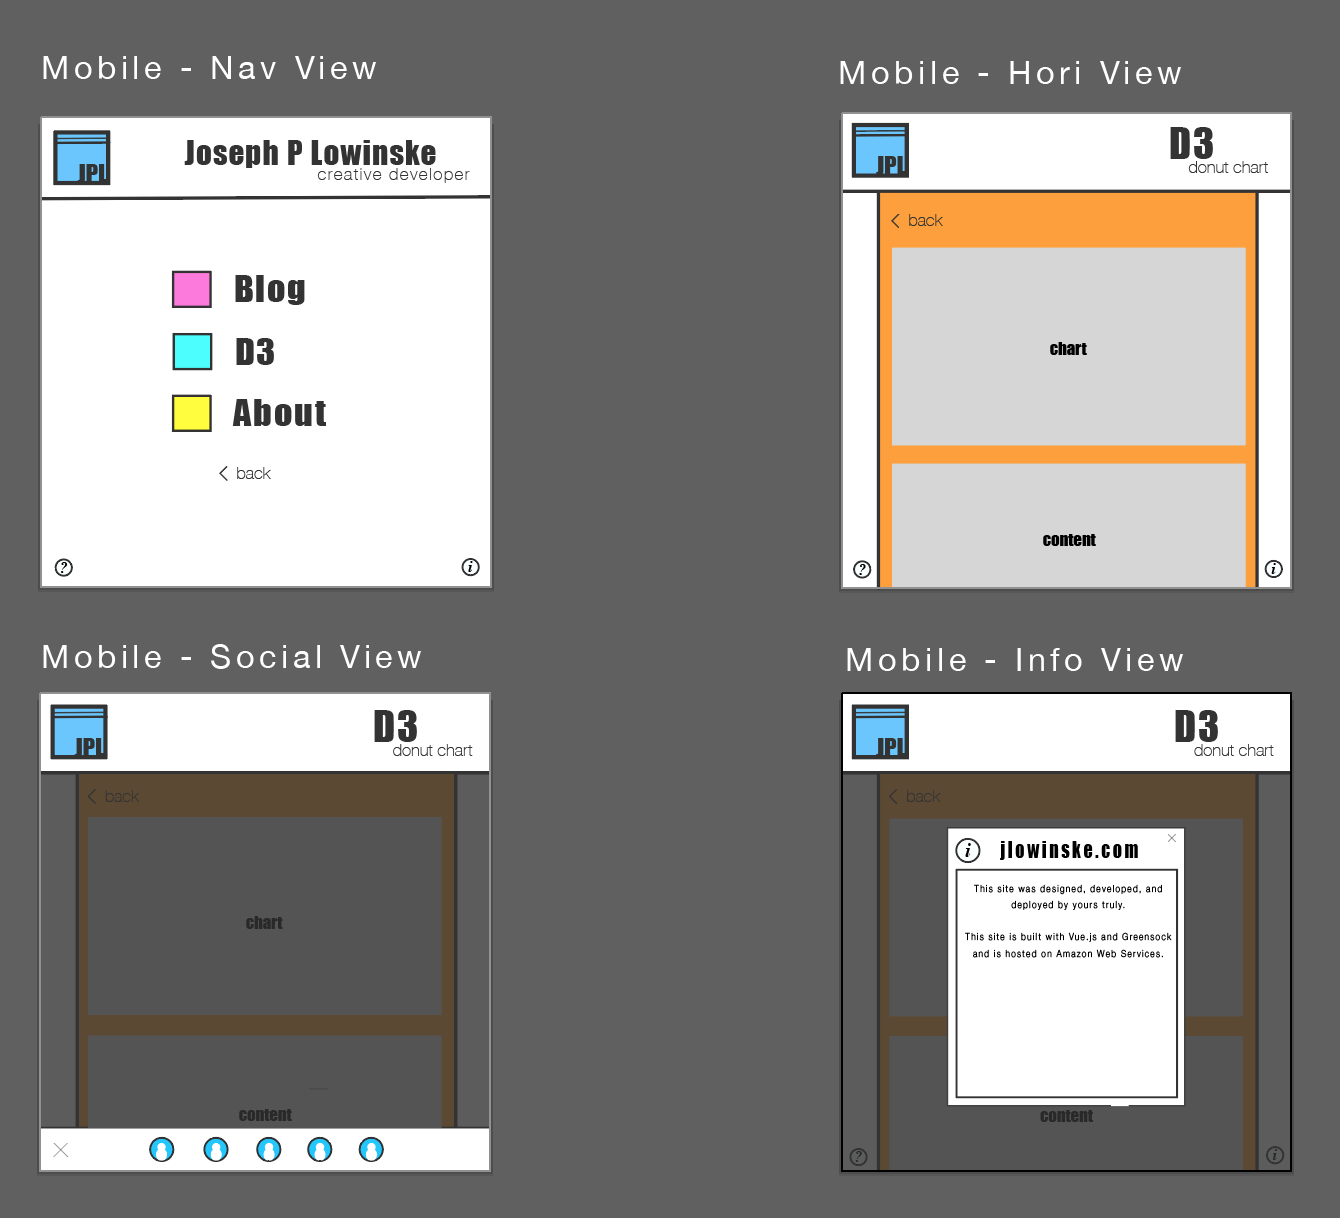 Mobile - Nav View
JPL
Joseph P Lowinske
creative developer
Blog
D3
About
back
?
i
Mobile - Hori View
JPL
D3
donut chart
back
chart
content
?
i
Mobile - Social View
JPL
D3
donut chart
back
chart
content
Mobile - Info View
JPL
D3
donut chart
back
i
jlowinske.com
This site was designed, developed, and
deployed by yours truly.
This site is built with Vue.js and Greensock
and is hosted on Amazon Web Services.
content
?
i